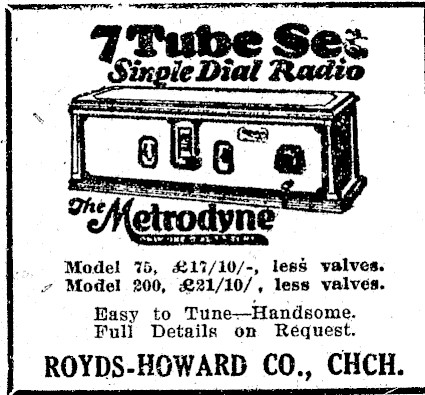 7 Tube Set
Single Dial Radio
The Metrodyne
Model 75, £17/10/-, less valves.
Model 200, £21/10/, less valves.
Easy to Tune—Handsome.
Full Details on Request.
ROYDS-HOWARD CO., CHCH.